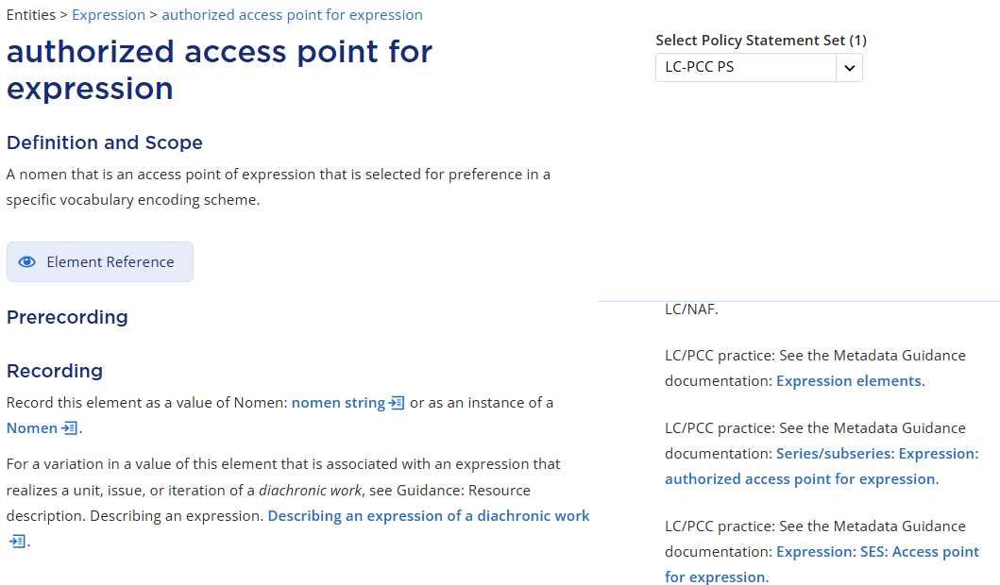 Entities > Expression > authorized access point for expression
authorized access point for
expression
Definition and Scope
A nomen that is an access point of expression that is selected for preference in a
specific vocabulary encoding scheme.
Element Reference
Prerecording
Recording
Record this element as a value of Nomen: nomen string or as an instance of a
Nomen.
For a variation in a value of this element that is associated with an expression that
realizes a unit, issue, or iteration of a diachronic work, see Guidance: Resource
description. Describing an expression. Describing an expression of a diachronic work
.
Select Policy Statement Set (1)
LC-PCC PS
LC/NAF.
LC/PCC practice: See the Metadata Guidance
documentation: Expression elements.
LC/PCC practice: See the Metadata Guidance
documentation: Series/subseries: Expression:
authorized access point for expression.
LC/PCC practice: See the Metadata Guidance
documentation: Expression: SES: Access point
for expression.